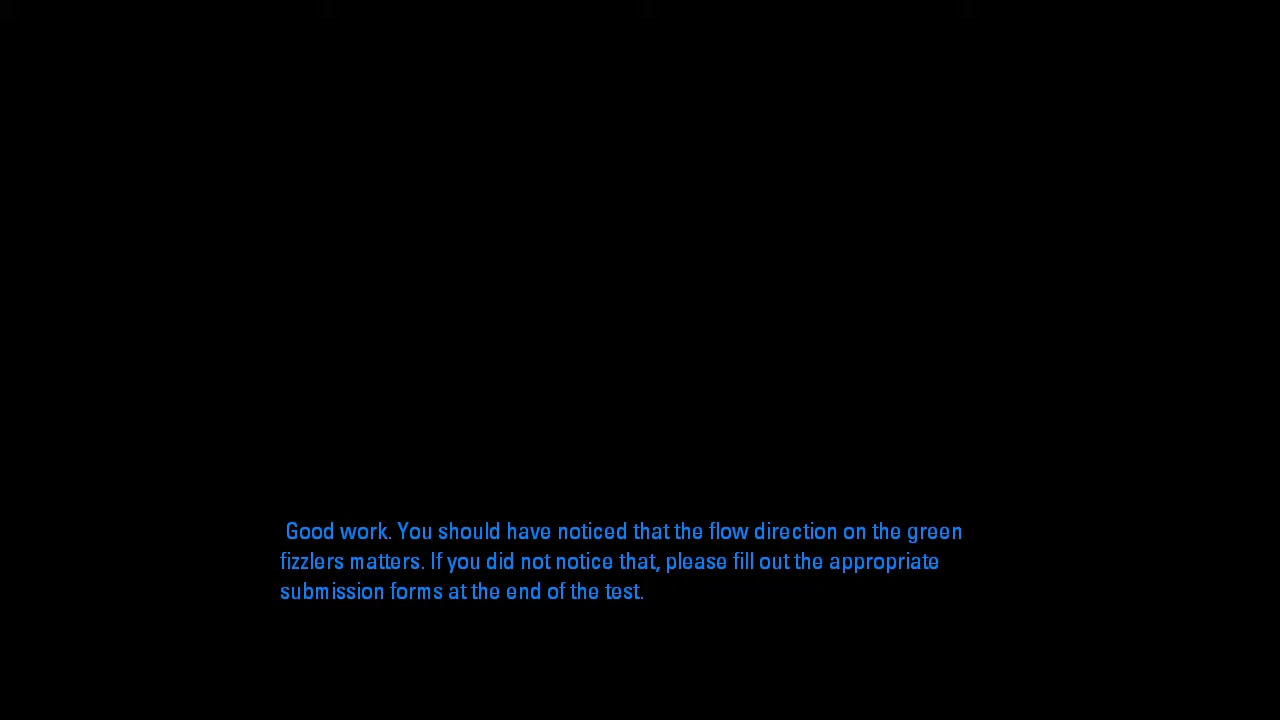 Good work. You should have noticed that the flow direction on the green
fizzlers matters. If you did not notice that, please fill out the appropriate
submission forms at the end of the test.